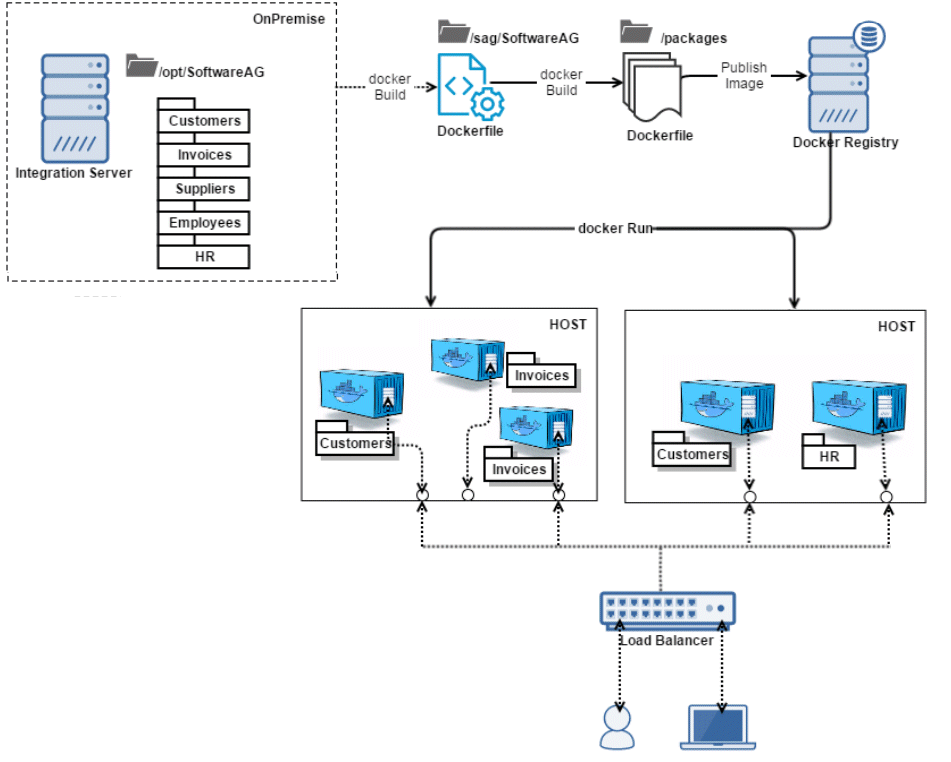 OnPremise
/opt/SoftwareAG
Customers
Invoices
Suppliers
Employees
HR
Integration Server
docker
Build
/sag/SoftwareAG
Dockerfile
docker
Build
/packages
Dockerfile
Publish
Image
Docker Registry
docker Run
HOST
Customers
Invoices
Invoices
HOST
Customers
HR
Load Balancer